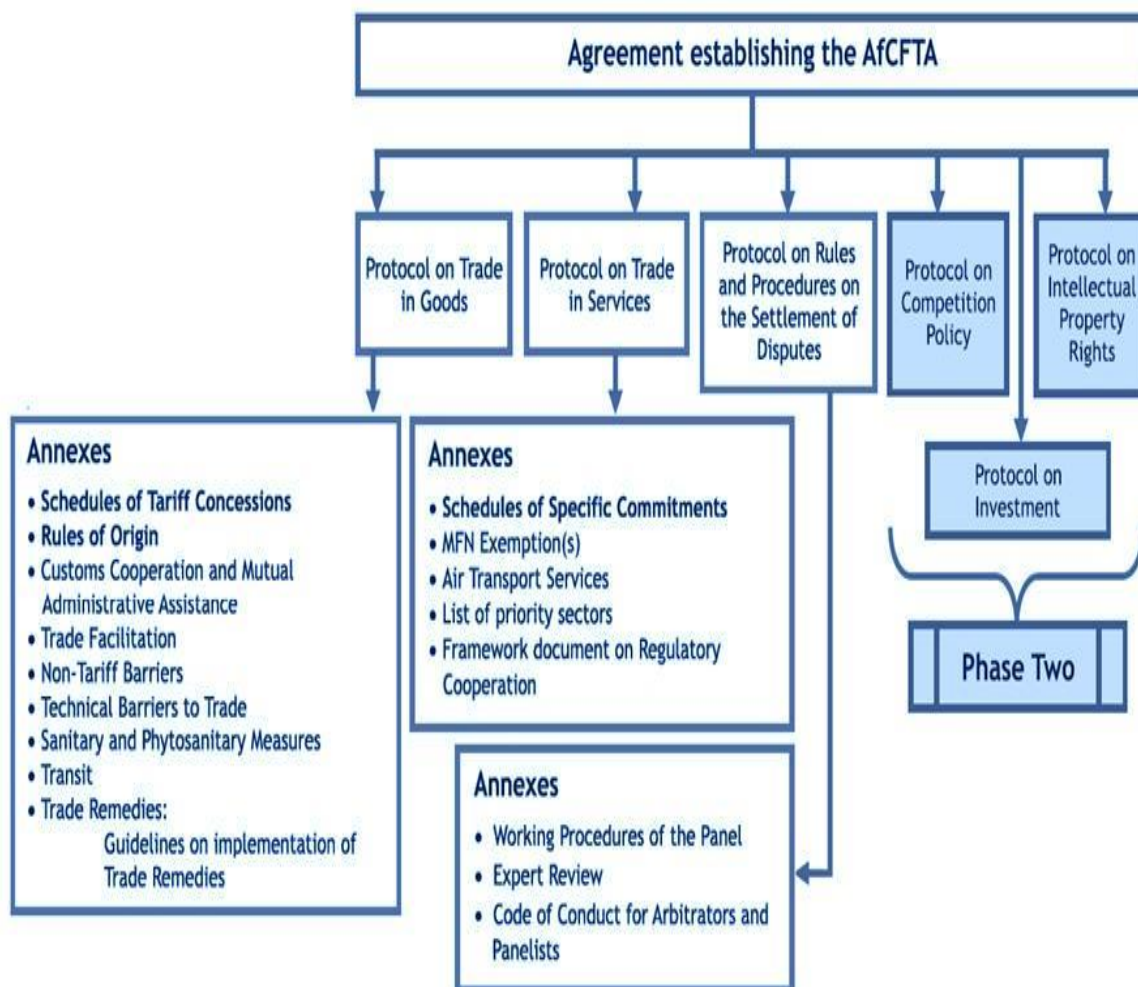 Agreement establishing the AfCFTA
Protocol on Trade
in Goods
Protocol on Trade
in Services
Protocol on Rules
and Procedures on
the Settlement of
Disputes
Protocol on
Competition
Policy
Protocol on
Intellectual
Property
Rights
Protocol on
Investment
Phase Two
Annexes
• Schedules of Tariff Concessions
• Rules of Origin
• Customs Cooperation and Mutual
Administrative Assistance
• Trade Facilitation
• Non-Tariff Barriers
• Technical Barriers to Trade
• Sanitary and Phytosanitary Measures
• Transit
• Trade Remedies:
Guidelines on implementation of
Trade Remedies
Annexes
• Schedules of Specific Commitments
• MFN Exemption(s)
• Air Transport Services
• List of priority sectors
• Framework document on Regulatory
Cooperation
Annexes
• Working Procedures of the Panel
• Expert Review
• Code of Conduct for Arbitrators and
Panelists